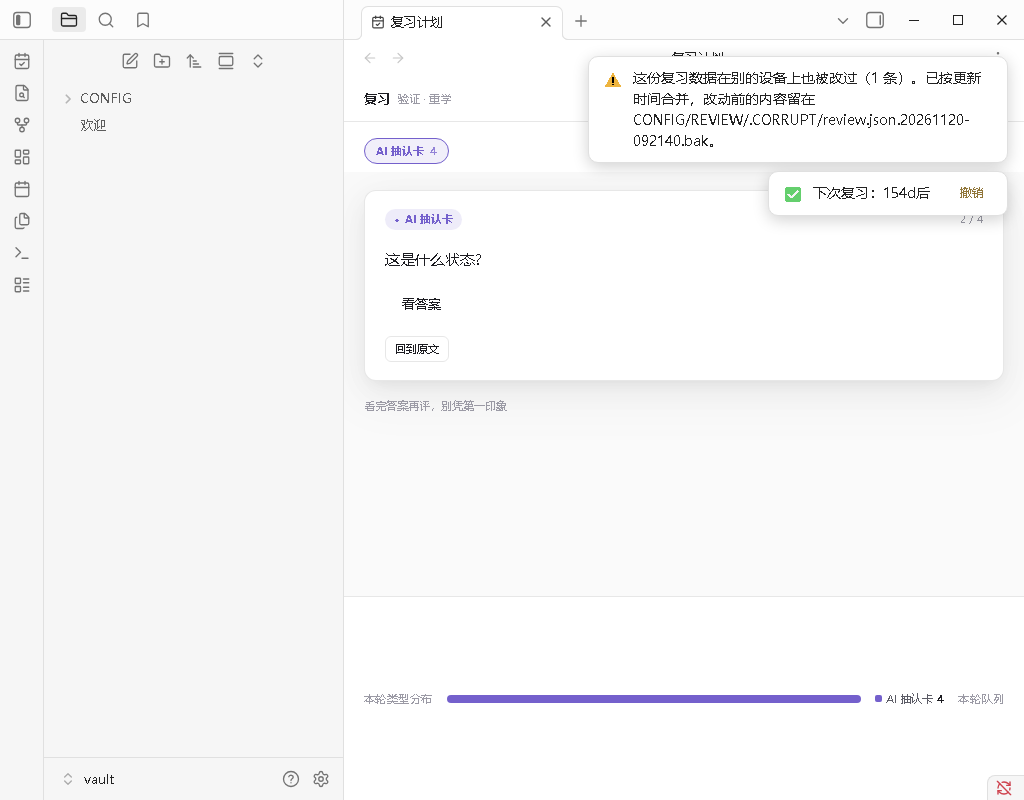 复习计划
CONFIG
欢迎
复习计划
复习 验证 · 重学
这份复习数据在别的设备上也被改过（1 条）。已按更新
时间合并，改动前的内容留在
CONFIG/REVIEW/.CORRUPT/review.json.20261120-
092140.bak。
AI 抽认卡 4
下次复习：154d后 撤销
• AI 抽认卡
2 / 4
这是什么状态？
看答案
回到原文
看完答案再评，别凭第一印象
本轮类型分布
AI 抽认卡 4
本轮队列
vault